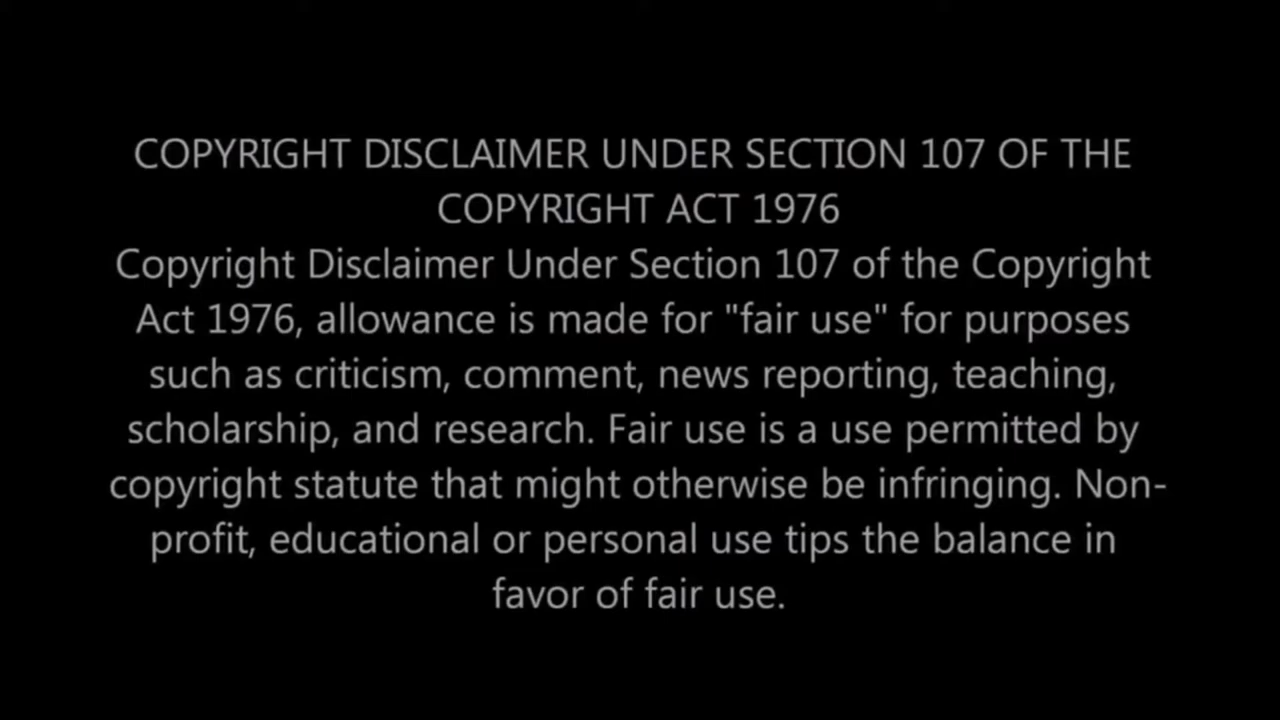 COPYRIGHT DISCLAIMER UNDER SECTION 107 OF THE
COPYRIGHT ACT 1976
Copyright Disclaimer Under Section 107 of the Copyright
Act 1976, allowance is made for "fair use" for purposes
such as criticism, comment, news reporting, teaching,
scholarship, and research. Fair use is a use permitted by
copyright statute that might otherwise be infringing. Non-
profit, educational or personal use tips the balance in
favor of fair use.